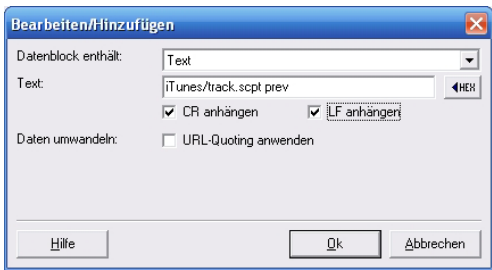 Bearbeiten/Hinzufügen
Datenblock enthält: Text
Text: iTunes/track.scpt prev HEX
CR anhängen LF anhängen
Daten umwandeln: URL-Quoting anwenden
Hilfe Ok Abbrechen